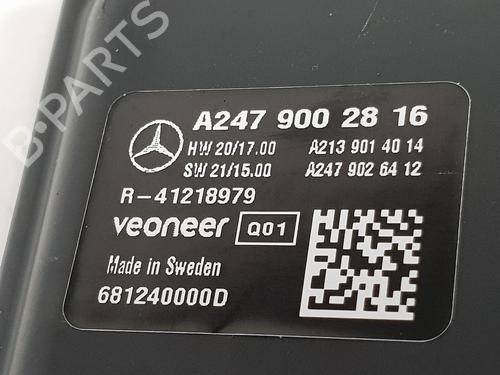 B-PARTS
A247 900 28 16
HW 20/17.00 A213 901 40 14
SW 21/15.00 A247 902 64 12
R-41218979
veoneer Q01
Made in Sweden
681240000D